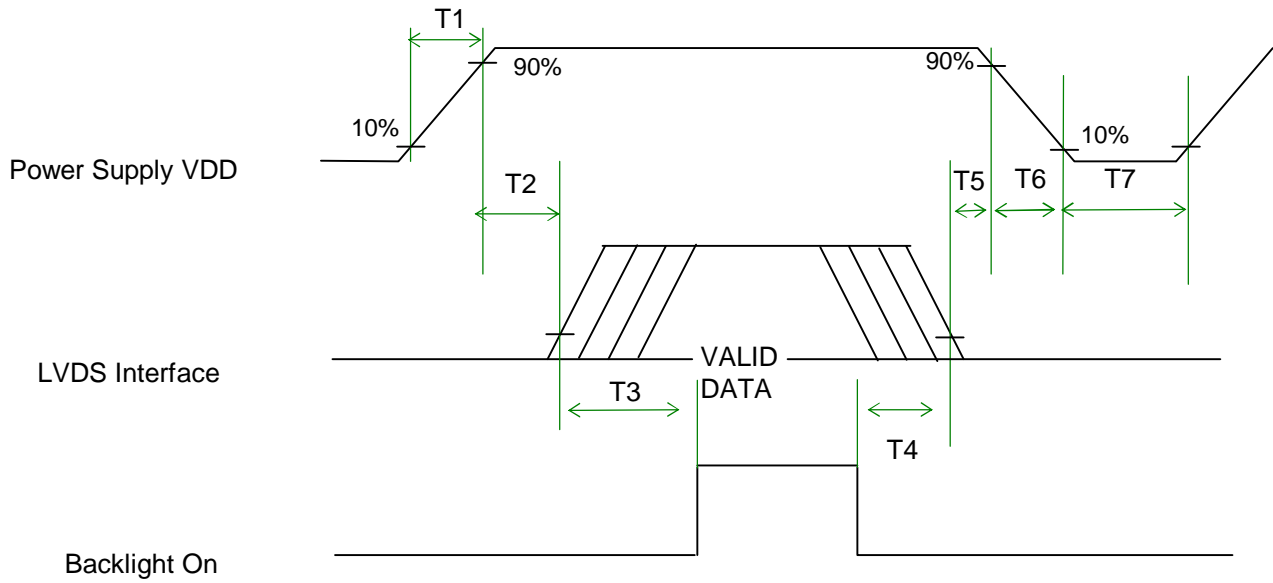 T1
90%
90%
10%
10%
Power Supply VDD
T2
T5
T6
T7
VALID
DATA
LVDS Interface
T3
T4
Backlight On